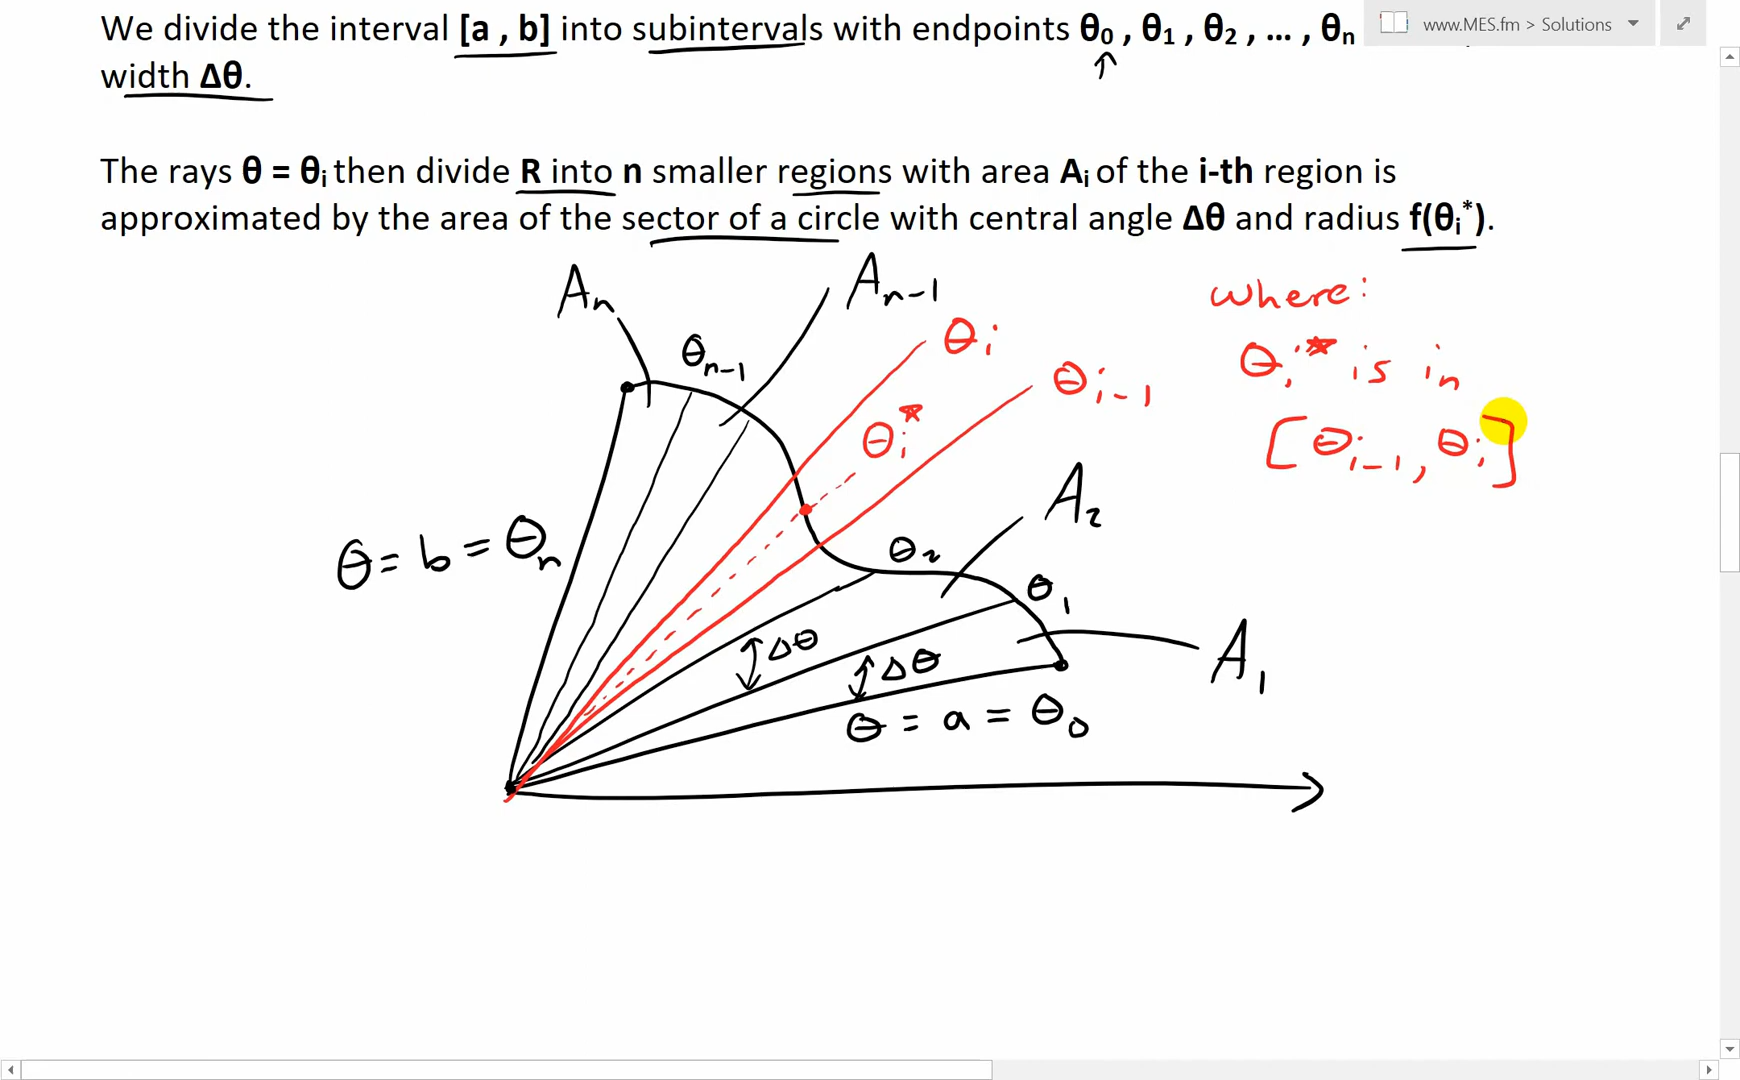 We divide the interval [a , b] into subintervals with endpoints θ₀ , θ₁ , θ₂ , ... , θₙ
www.MES.fm > Solutions
width Δθ.
The rays θ = θᵢ then divide R into n smaller regions with area Aᵢ of the i-th region is
approximated by the area of the sector of a circle with central angle Δθ and radius f(θᵢ*).
Aₙ
Aₙ₋₁
where:
θₙ₋₁
θᵢ
θᵢ* is in
θᵢ₋₁
θᵢ*
[θᵢ₋₁, θᵢ]
A₂
θ = b = θₙ
θ₂
θ₁
Δθ
Δθ
A₁
θ = a = θ₀